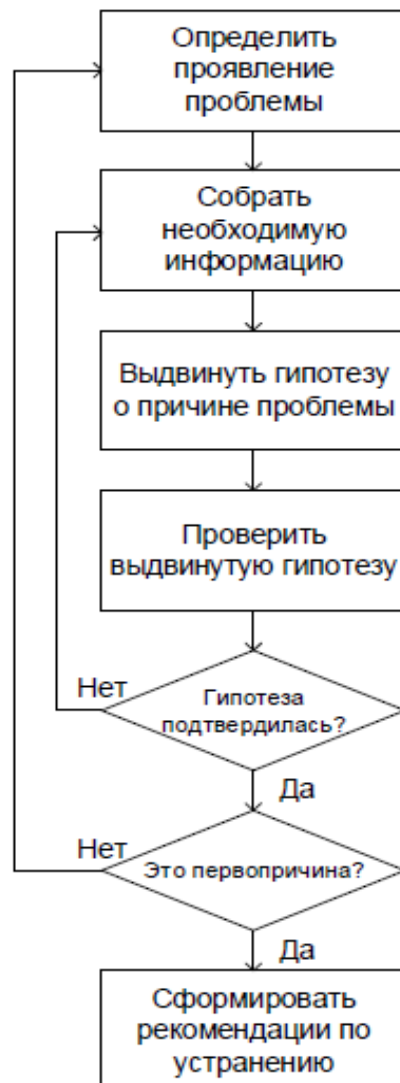 Определить
проявление
проблемы
Собрать
необходимую
информацию
Выдвинуть гипотезу
о причине проблемы
Проверить
выдвинутую гипотезу
Нет
Гипотеза
подтвердилась?
Да
Нет
Это первопричина?
Да
Сформировать
рекомендации по
устранению